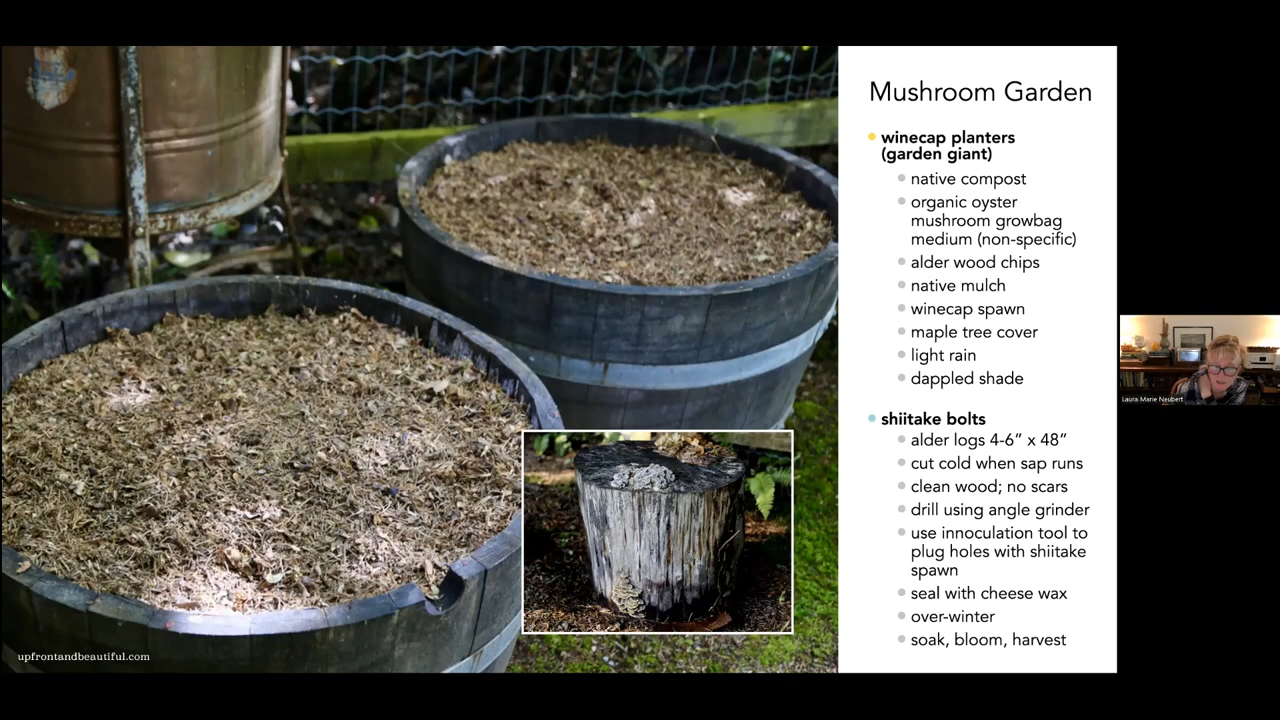 Mushroom Garden
winecap planters
(garden giant)
native compost
organic oyster
mushroom growbag
medium (non-specific)
alder wood chips
native mulch
winecap spawn
maple tree cover
light rain
dappled shade
shiitake bolts
alder logs 4-6” x 48”
cut cold when sap runs
clean wood; no scars
drill using angle grinder
use innoculation tool to
plug holes with shiitake
spawn
seal with cheese wax
over-winter
soak, bloom, harvest
upfrontandbeautiful.com
Laura Marie Neubert